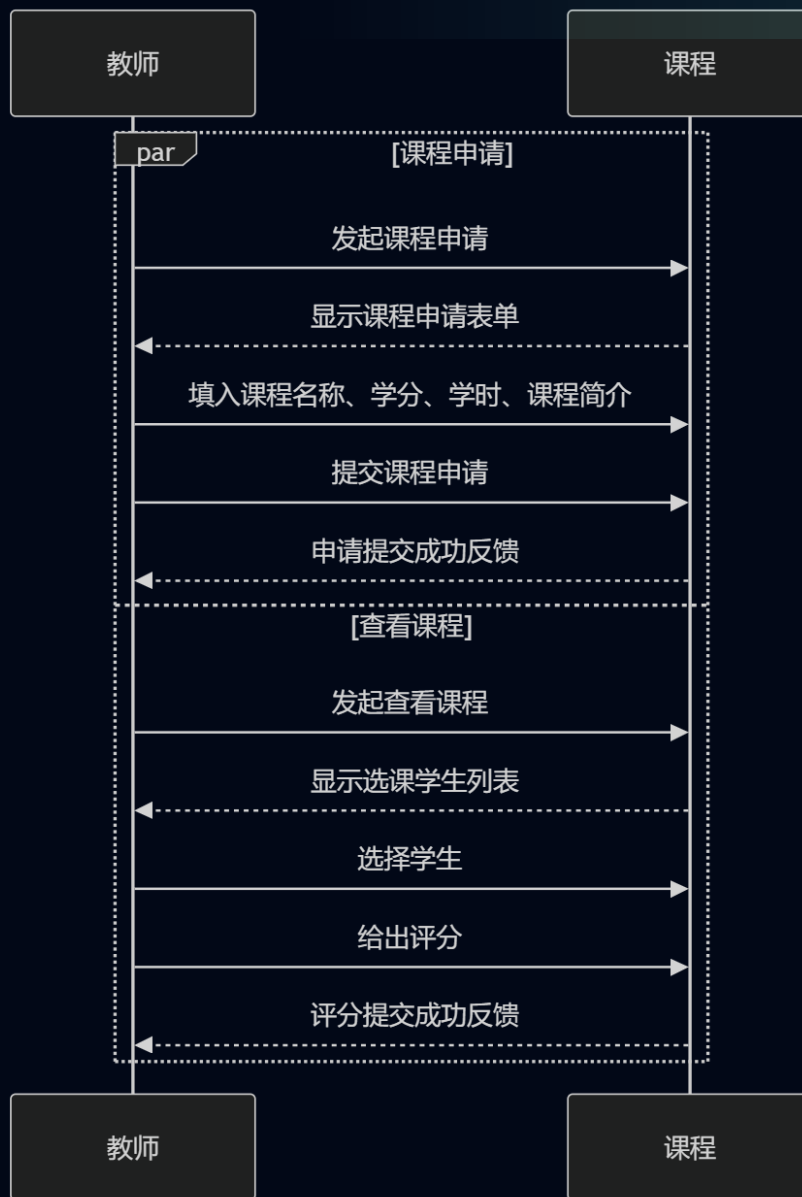 教师
课程
par
[课程申请]
发起课程申请
显示课程申请表单
填入课程名称、学分、学时、课程简介
提交课程申请
申请提交成功反馈
[查看课程]
发起查看课程
显示选课学生列表
选择学生
给出评分
评分提交成功反馈
教师
课程